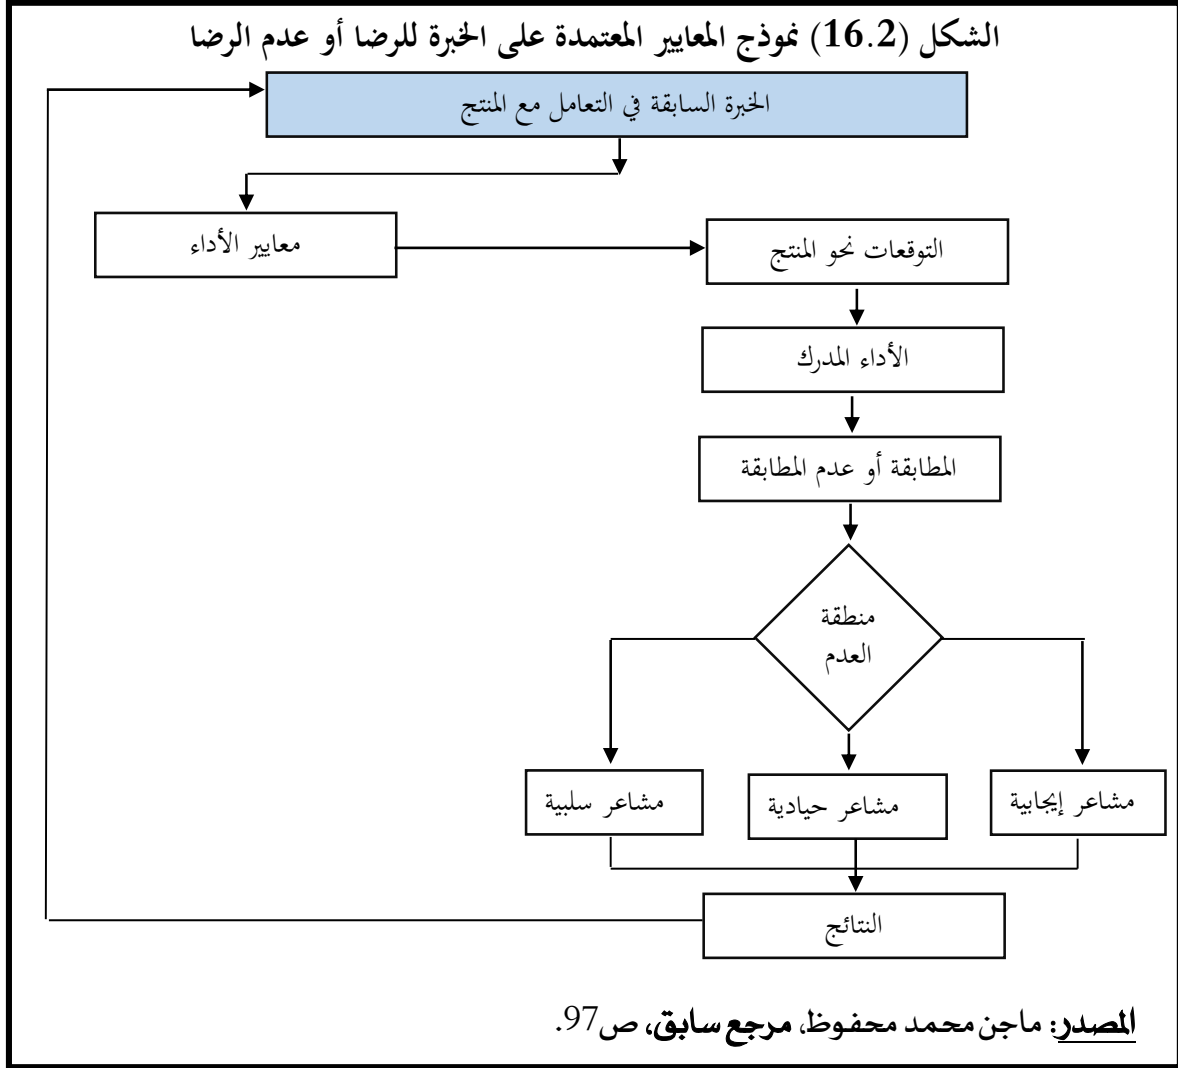 الشكل (16.2) نموذج المعايير المعتمدة على الخبرة للرضا أو عدم الرضا
الخبرة السابقة في التعامل مع المنتج
معايير الأداء
التوقعات نحو المنتج
الأداء المدرك
المطابقة أو عدم المطابقة
منطقة
العدم
مشاعر إيجابية
مشاعر حيادية
مشاعر سلبية
النتائج
المصدر: ماجن محمد محفوظ، مرجع سابق، ص97.